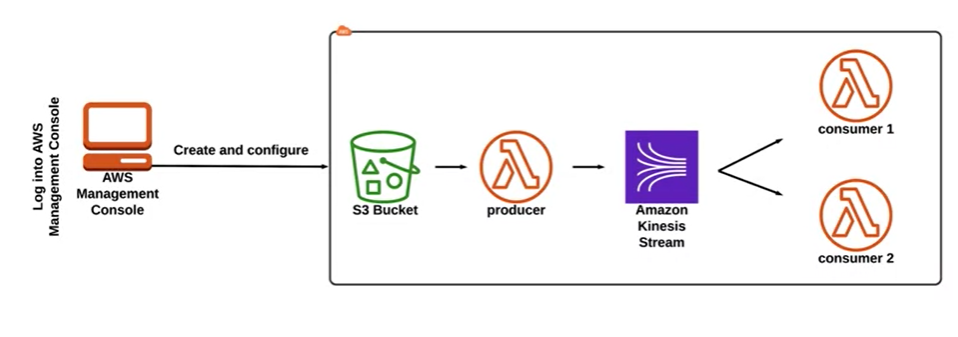 Log into AWS
Management Console
AWS
Management
Console
Create and configure
S3 Bucket
producer
Amazon
Kinesis
Stream
consumer 1
consumer 2